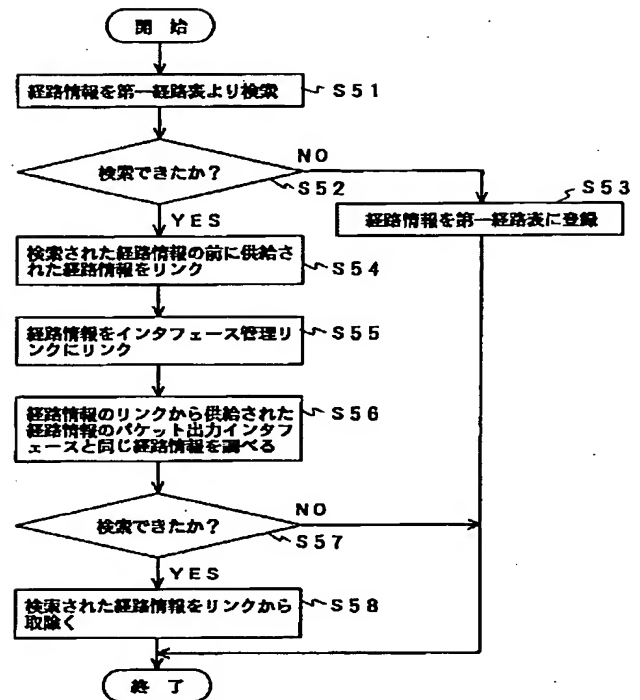 開 始
経路情報を第一経路表より検索
S51
検索できたか？
NO
S52
S53
YES
経路情報を第一経路表に登録
検索された経路情報の前に供給
された経路情報をリンク
S54
経路情報をインタフェース管理リ
ンクにリンク
S55
経路情報のリンクから供給された
経路情報のパケット出力インタフ
ェースと同じ経路情報を調べる
S56
検索できたか？
NO
S57
YES
検索された経路情報をリンクから
取除く
S58
終 了